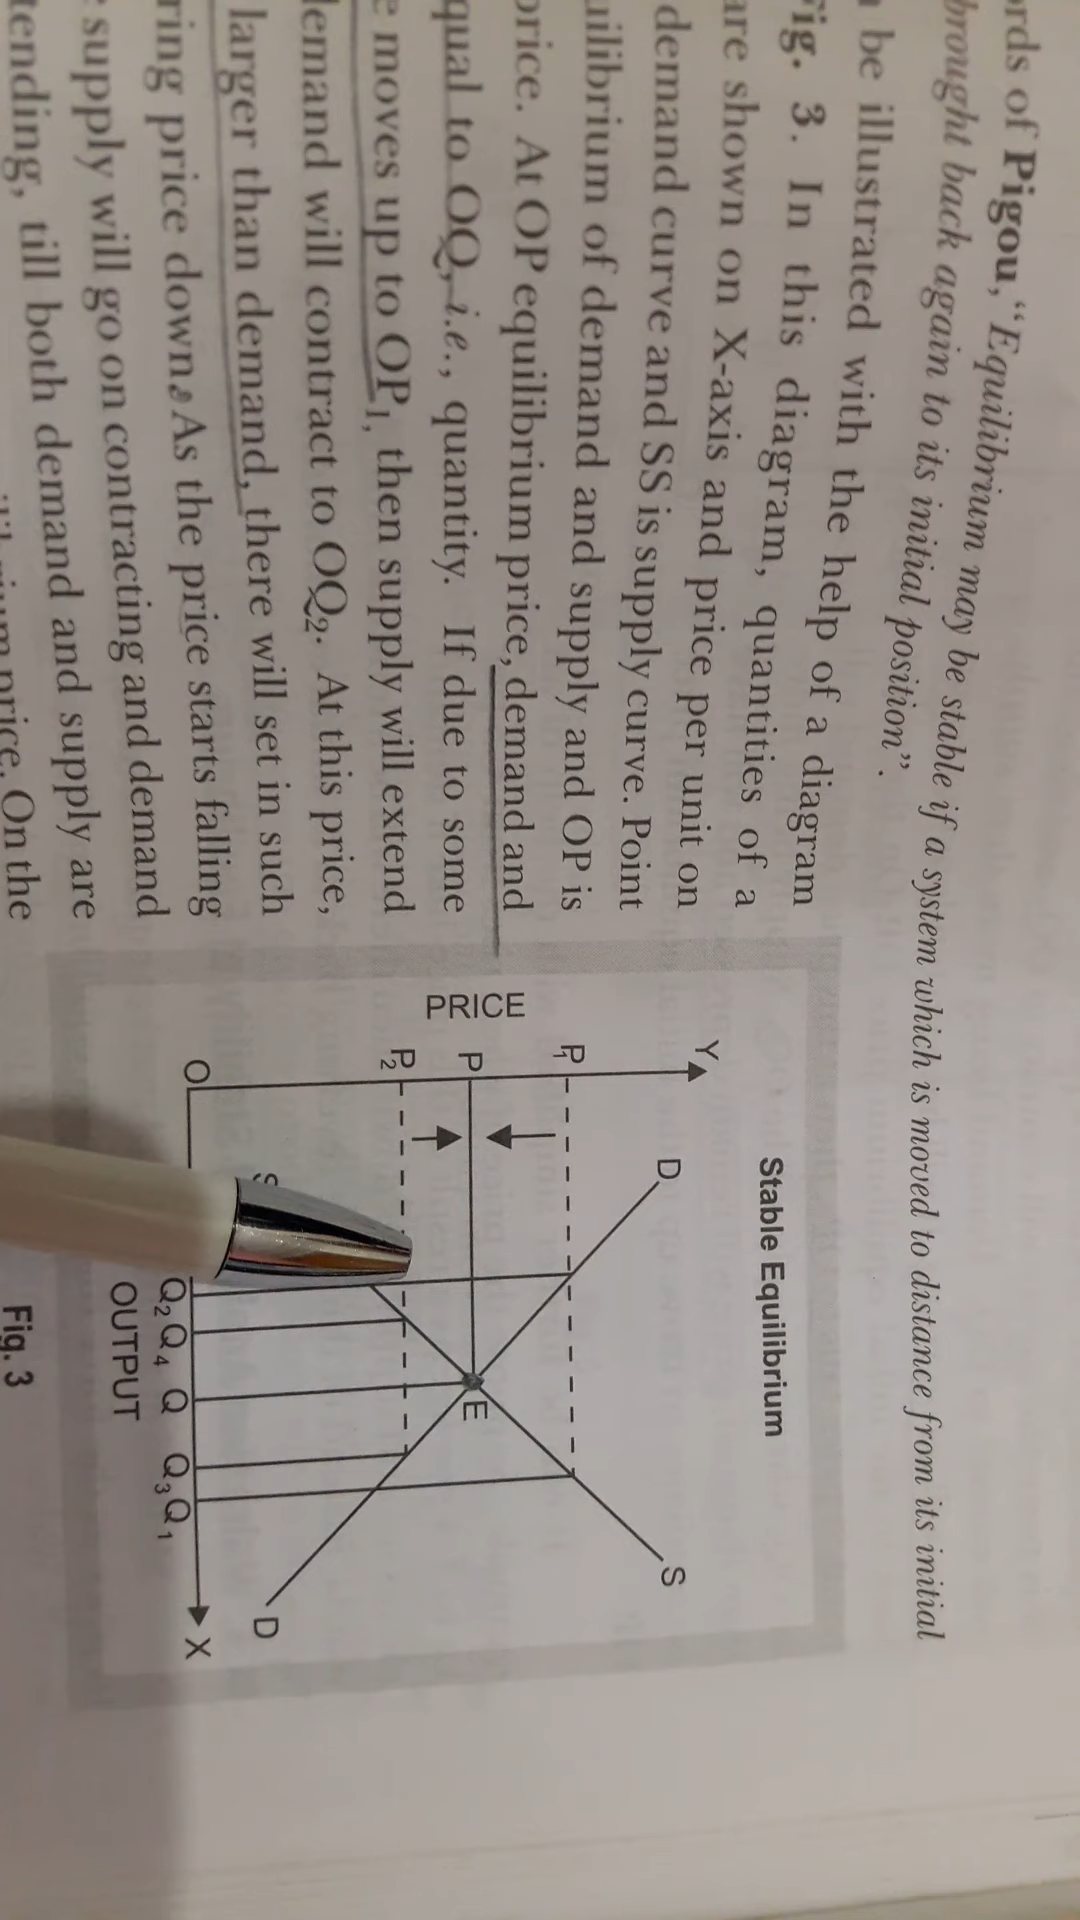 ords of Pigou, "Equilibrium may be stable if a system which is moved to distance from its initial
brought back again to its initial position".
be illustrated with the help of a diagram
Fig. 3. In this diagram, quantities of a
are shown on X-axis and price per unit on
demand curve and SS is supply curve. Point
uilibrium of demand and supply and OP is
price. At OP equilibrium price, demand and
qual to OQ, i.e., quantity. If due to some
e moves up to OP1, then supply will extend
demand will contract to OQ2. At this price,
larger than demand, there will set in such
ring price down. As the price starts falling
supply will go on contracting and demand
tending, till both demand and supply are
price. On the
Stable Equilibrium
Y
D
S
P1
P
E
P2
PRICE
S
D
O
X
Q2 Q4 Q Q3 Q1
OUTPUT
Fig. 3